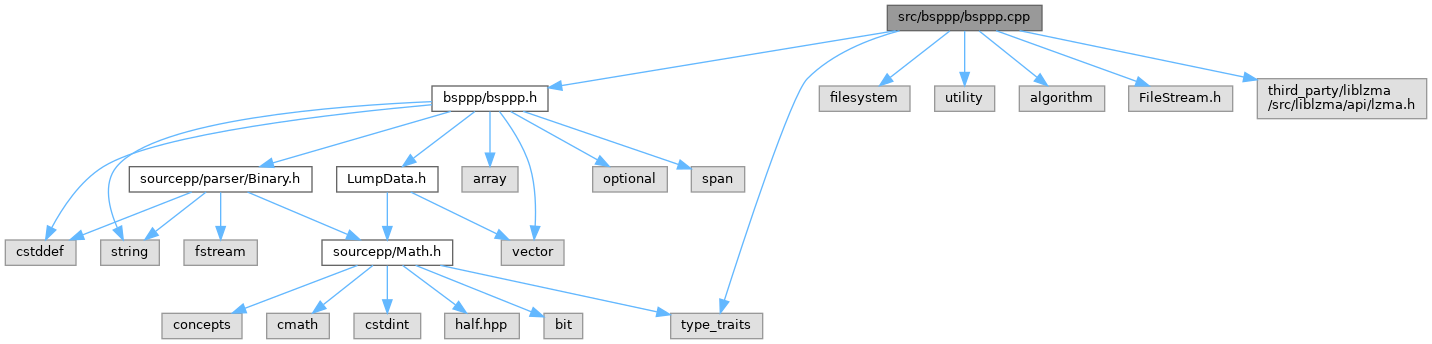 src/bsppp/bsppp.cpp
bsppp/bsppp.h
filesystem
utility
algorithm
FileStream.h
third_party/liblzma
/src/liblzma/api/lzma.h
sourcepp/parser/Binary.h
LumpData.h
array
optional
span
cstddef
string
fstream
sourcepp/Math.h
vector
concepts
cmath
cstdint
half.hpp
bit
type_traits